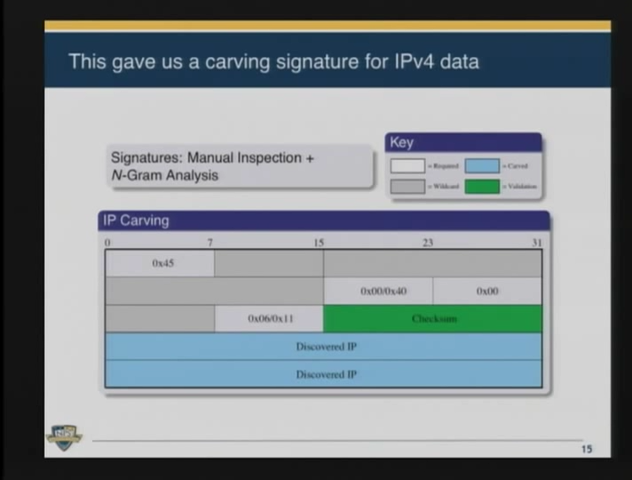 This gave us a carving signature for IPv4 data
Signatures: Manual Inspection +
N-Gram Analysis
Key
= Required
= Carved
= Wildcard
= Validation
IP Carving
0 7 15 23 31
0x45
0x00/0x40 0x00
0x06/0x11 Checksum
Discovered IP
Discovered IP
15